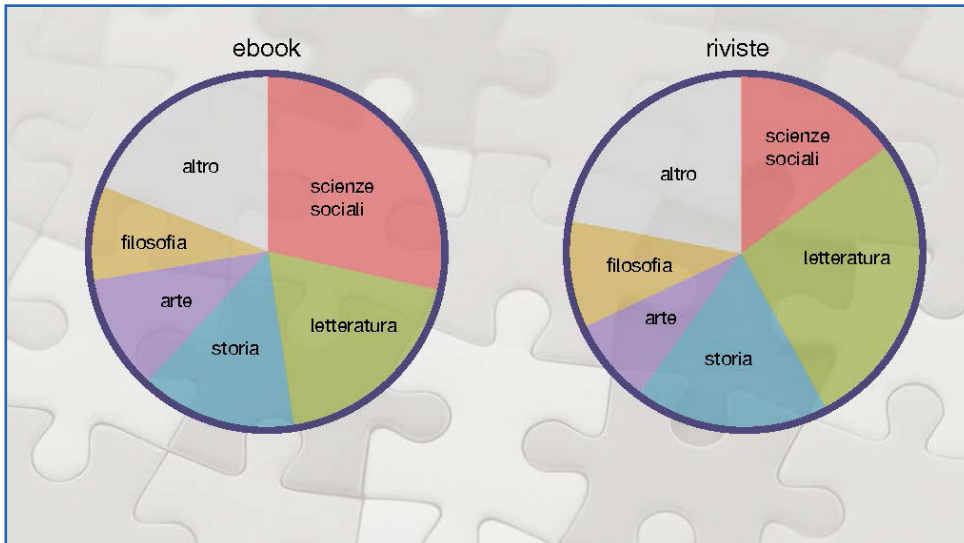 ebook
altro
scienze
sociali
filosofia
arte
letteratura
storia
riviste
scienze
sociali
altro
letteratura
filosofia
arte
storia